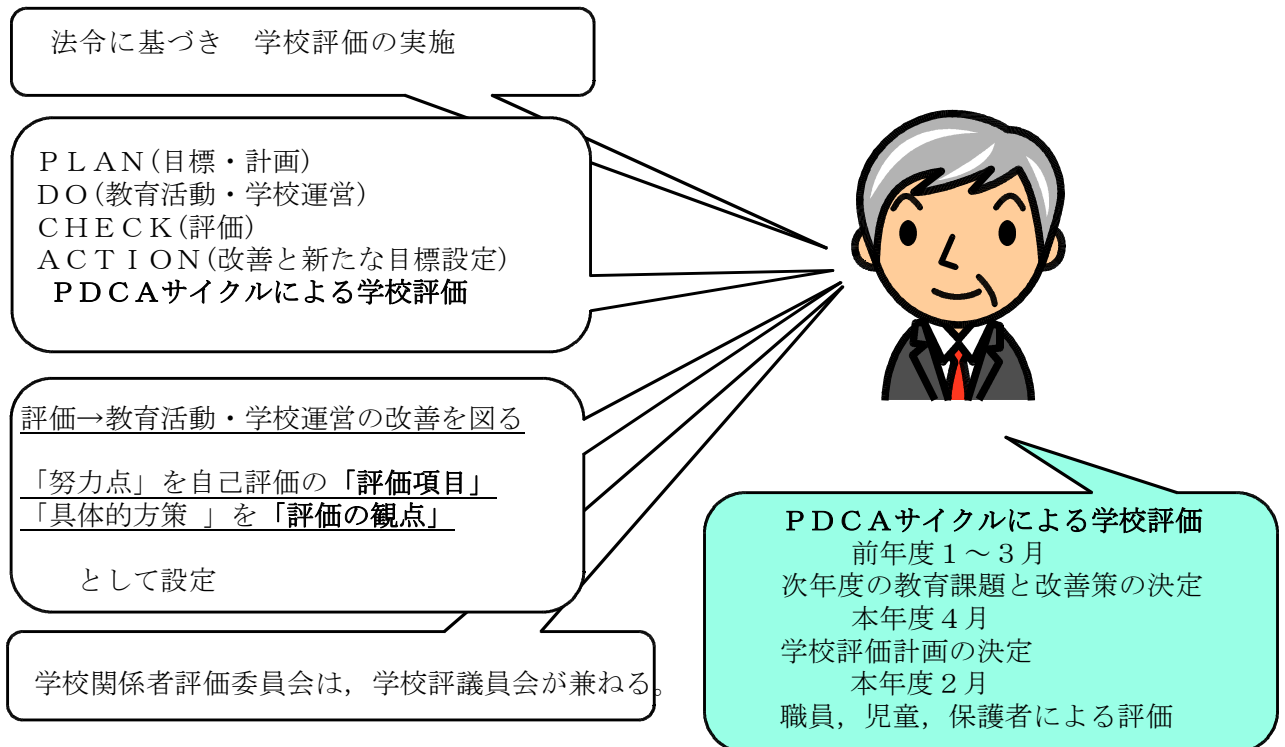 法令に基づき　学校評価の実施
ＰＬＡＮ(目標・計画)
ＤＯ(教育活動・学校運営)
ＣＨＥＣＫ(評価)
ＡＣＴＩＯＮ(改善と新たな目標設定)
ＰＤＣＡサイクルによる学校評価
評価→教育活動・学校運営の改善を図る
「努力点」を自己評価の「評価項目」
「具体的方策 」を「評価の観点」
として設定
学校関係者評価委員会は，学校評議員会が兼ねる。
ＰＤＣＡサイクルによる学校評価
前年度１～３月
次年度の教育課題と改善策の決定
本年度４月
学校評価計画の決定
本年度２月
職員，児童，保護者による評価